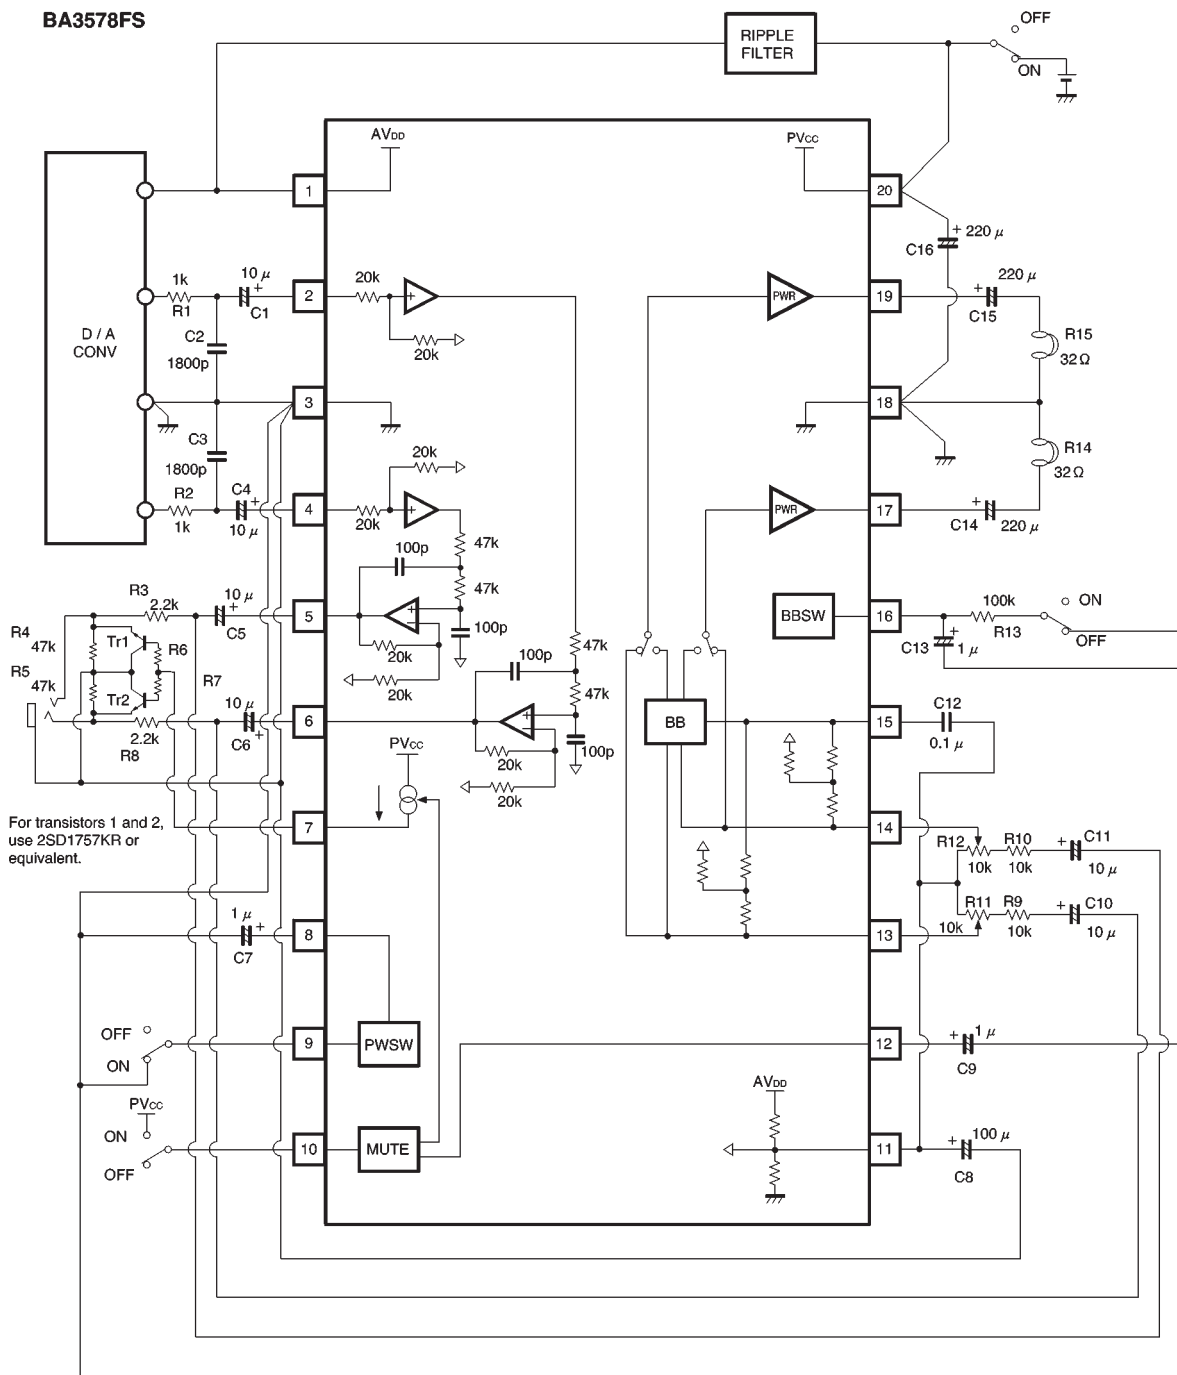 BA3578FS
RIPPLE
FILTER
OFF
ON
AVDD
PVCC
1
20
+ 220 μ
C16
1k
R1
10 μ
+
C1
2
20k
+
20k
PWR
19
220 μ
+
C15
R15
32Ω
D / A
CONV
C2
1800p
3
18
C3
1800p
R14
32Ω
R2
1k
C4
+
10 μ
4
20k
20k
+
PWR
17
+
C14
220 μ
47k
100p
47k
R3
2.2k
10 μ
+
C5
5
+
−
100p
20k
20k
BBSW
16
100k
R13
ON
OFF
C13
+
1 μ
R4
47k
Tr1
R6
R5
47k
Tr2
R7
2.2k
R8
10 μ
C6
+
6
47k
100p
47k
+
−
100p
20k
20k
BB
15
C12
0.1 μ
PVCC
For transistors 1 and 2,
use 2SD1757KR or
equivalent.
7
14
R12
10k
R10
10k
+
C11
10 μ
R11
10k
R9
10k
+
C10
10 μ
1 μ
+
C7
8
13
OFF
ON
9
PWSW
12
+
1 μ
C9
PVCC
ON
OFF
10
MUTE
AVDD
11
+
100 μ
C8